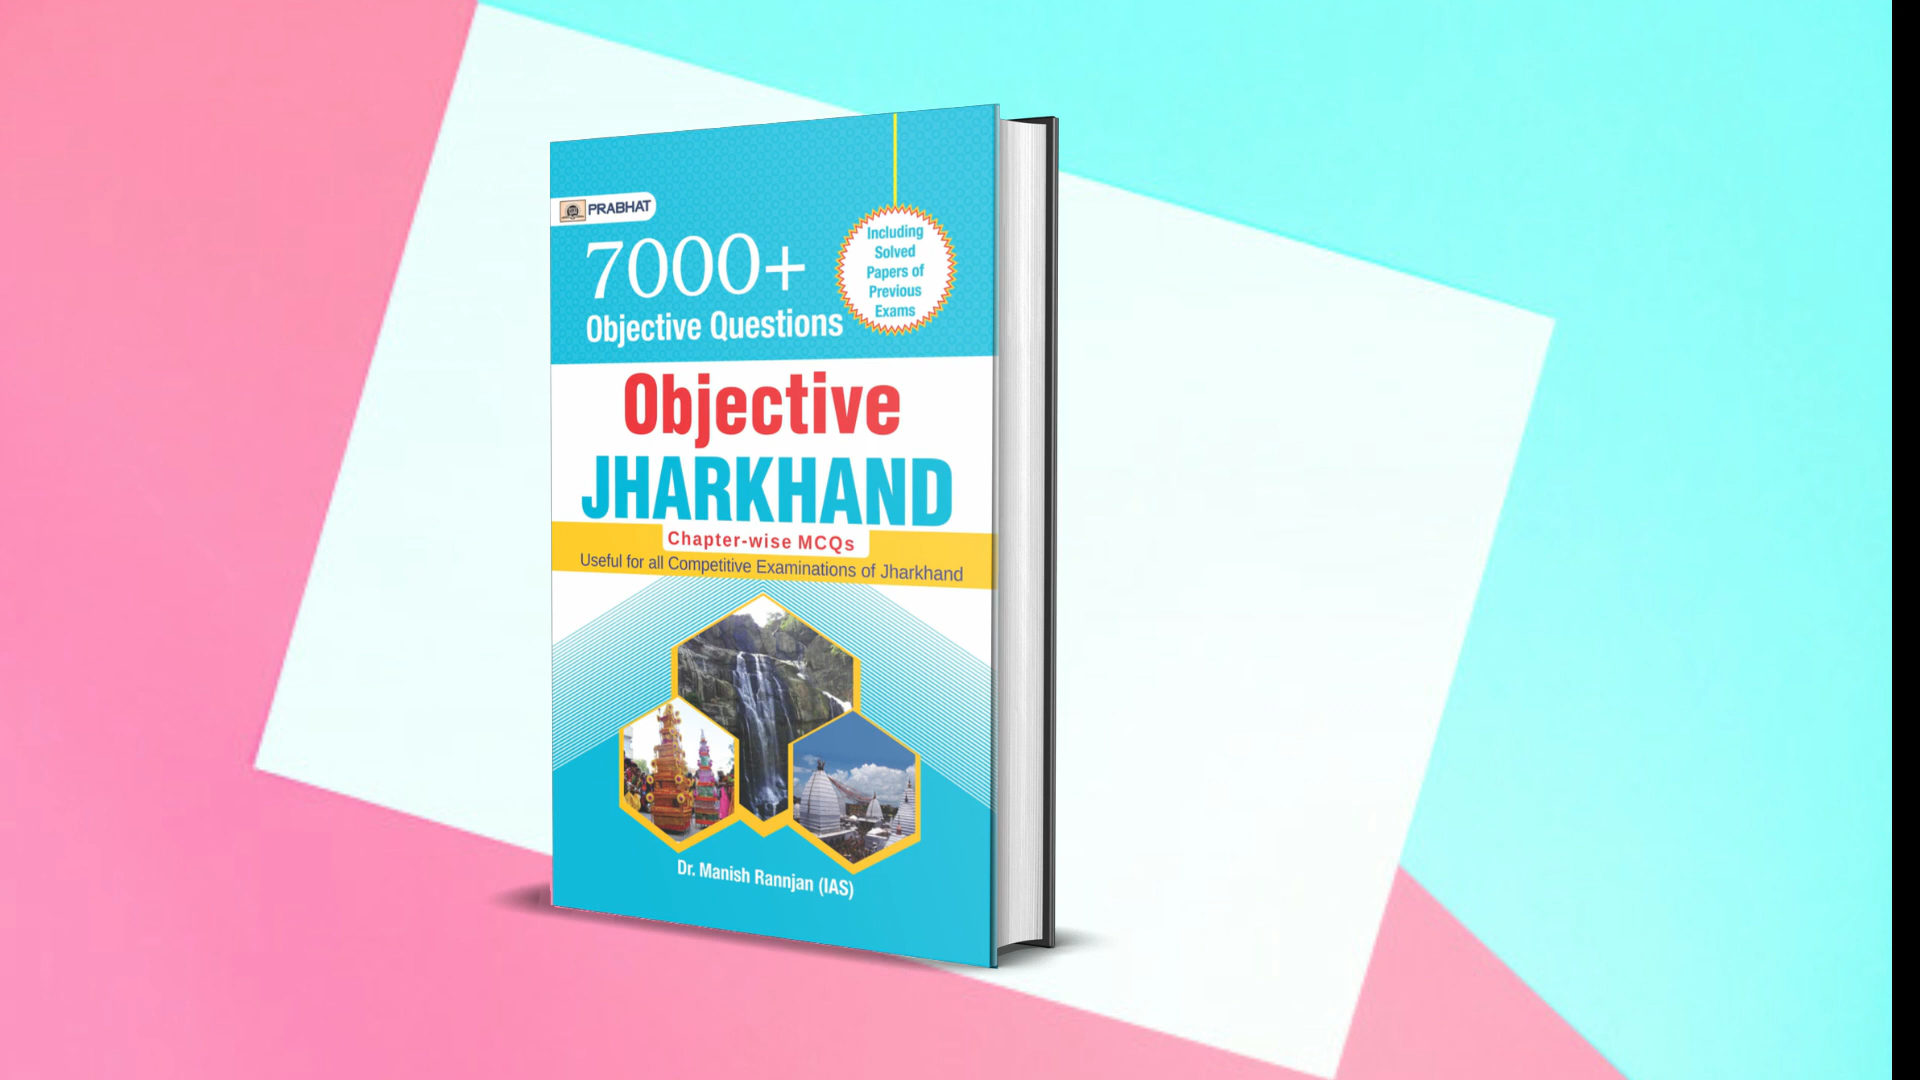 PRABHAT
7000+
Objective Questions
Including
Solved
Papers of
Previous
Exams
Objective
JHARKHAND
Chapter-wise MCQs
Useful for all Competitive Examinations of Jharkhand
Dr. Manish Rannjan (IAS)